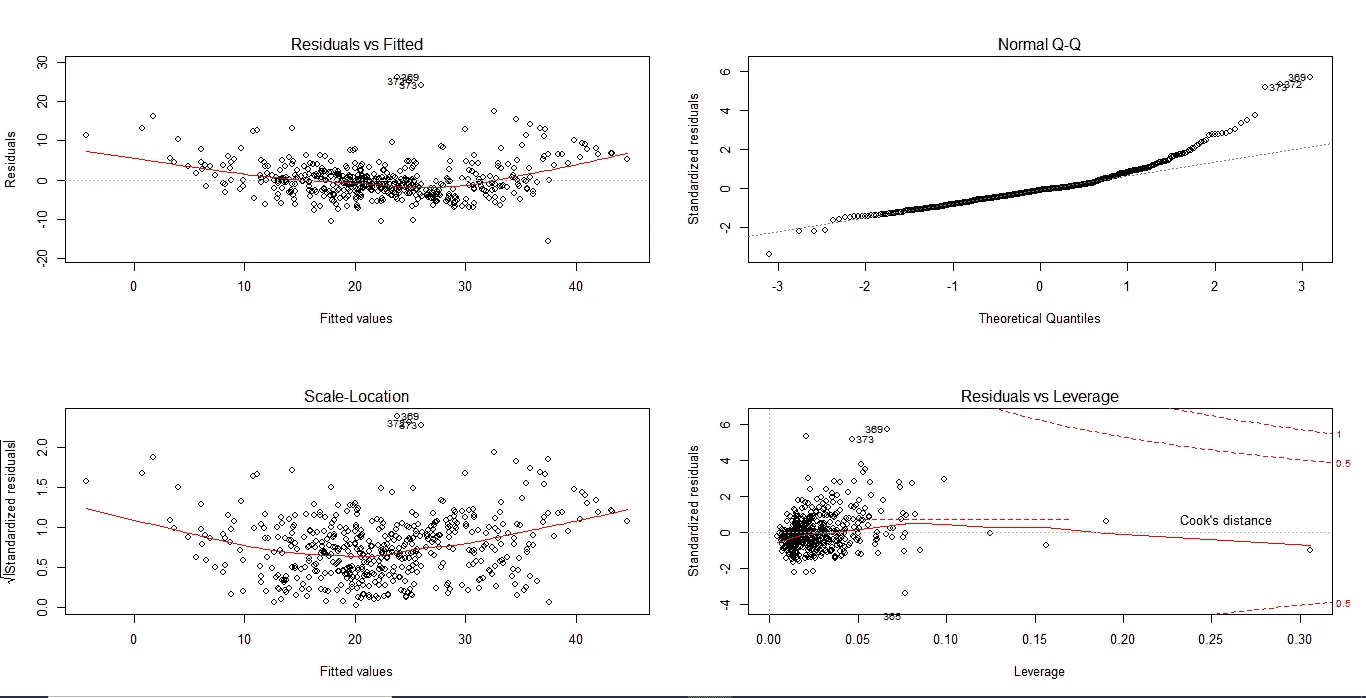 Residuals vs Fitted
Residuals
30
20
10
0
-10
-20
369
372
373
0 10 20 30 40
Fitted values
Normal Q-Q
Standardized residuals
6
4
2
0
-2
369
372
373
-3 -2 -1 0 1 2 3
Theoretical Quantiles
Scale-Location
√|Standardized residuals|
2.0
1.5
1.0
0.5
0.0
369
372
373
0 10 20 30 40
Fitted values
Residuals vs Leverage
Standardized residuals
6
4
2
0
-2
-4
369
373
365
1
0.5
0.5
Cook's distance
0.00 0.05 0.10 0.15 0.20 0.25 0.30
Leverage